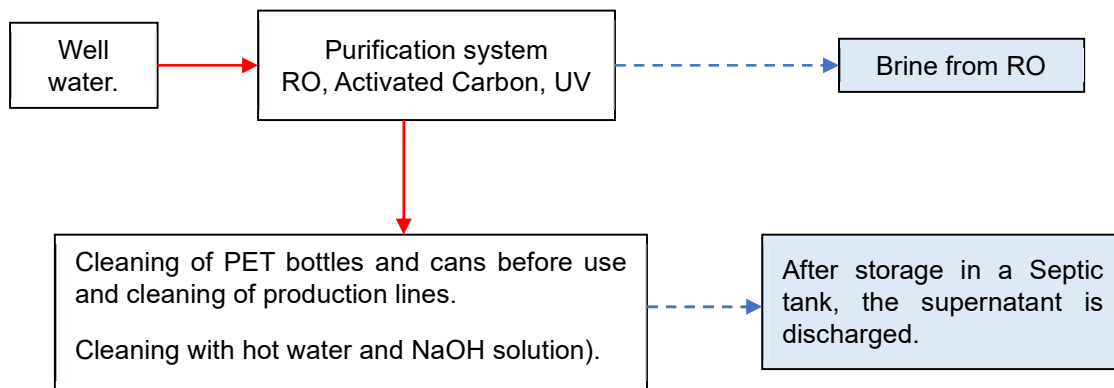 Well
water.
Purification system
RO, Activated Carbon, UV
Brine from RO
Cleaning of PET bottles and cans before use
and cleaning of production lines.
Cleaning with hot water and NaOH solution).
After storage in a Septic
tank, the supernatant is
discharged.